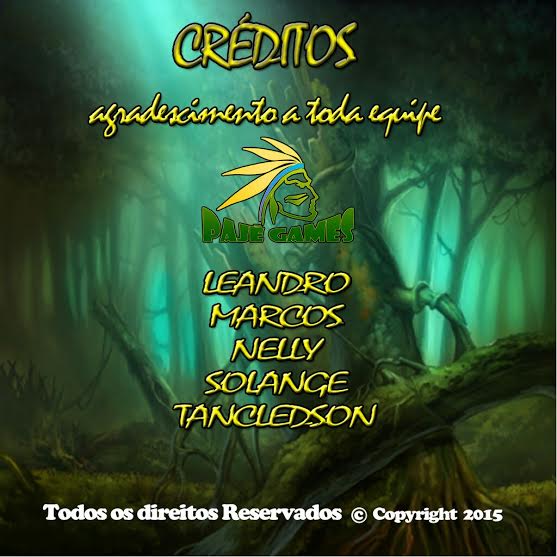 CRÉDITOS
agradescimento a toda equipe
PAJÉ GAMES
LEANDRO
MARCOS
NELLY
SOLANGE
TANCLEDSON
Todos os direitos Reservados © Copyright 2015